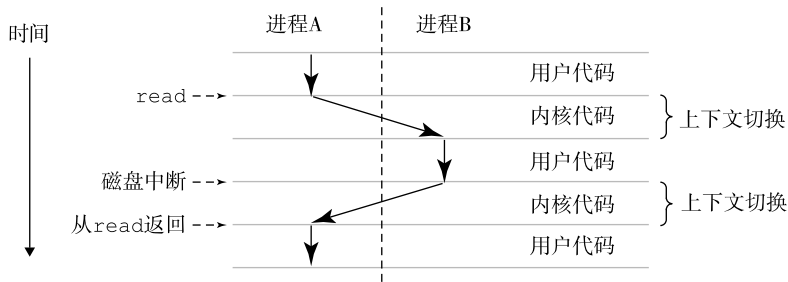 时间
进程A
进程B
用户代码
read
内核代码
上下文切换
用户代码
磁盘中断
内核代码
上下文切换
从read返回
用户代码